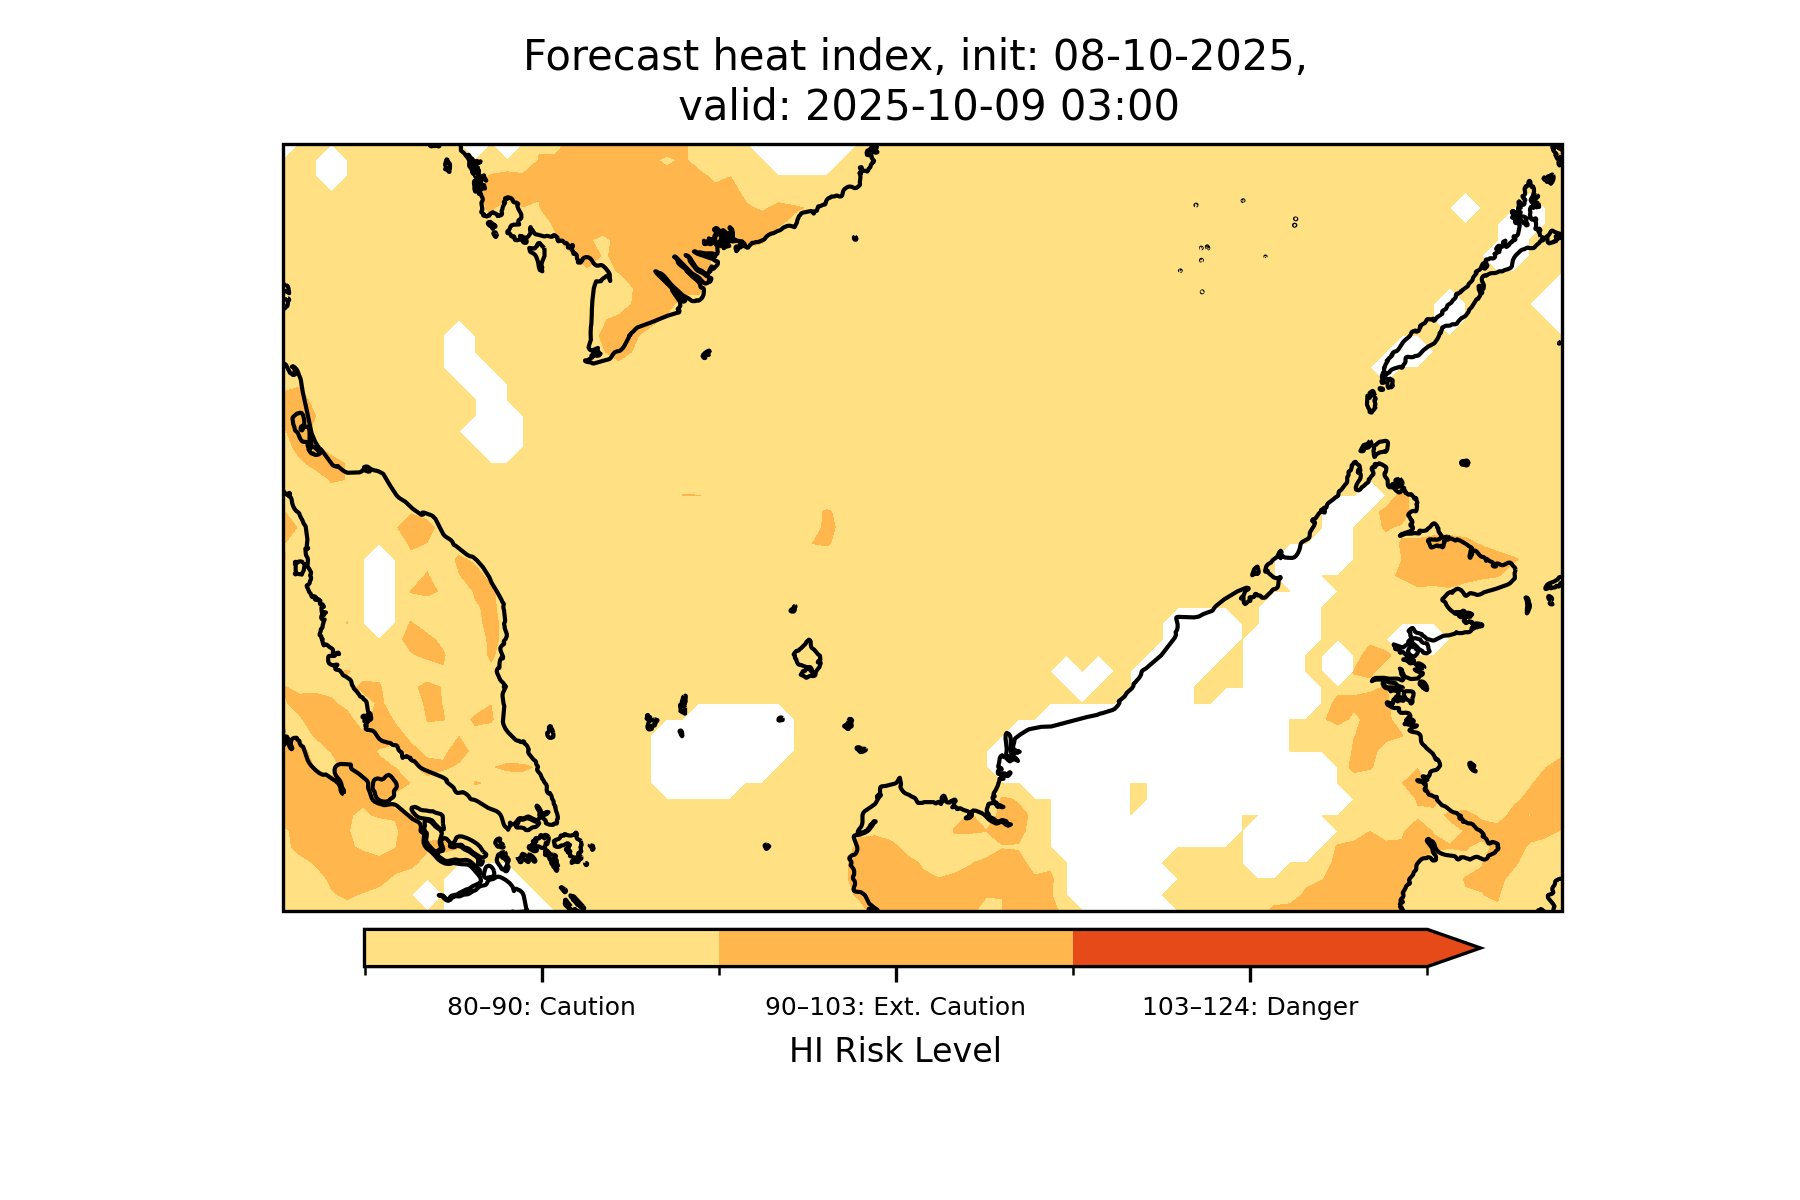 Forecast heat index, init: 08-10-2025,
valid: 2025-10-09 03:00
80–90: Caution
90–103: Ext. Caution
103–124: Danger
HI Risk Level